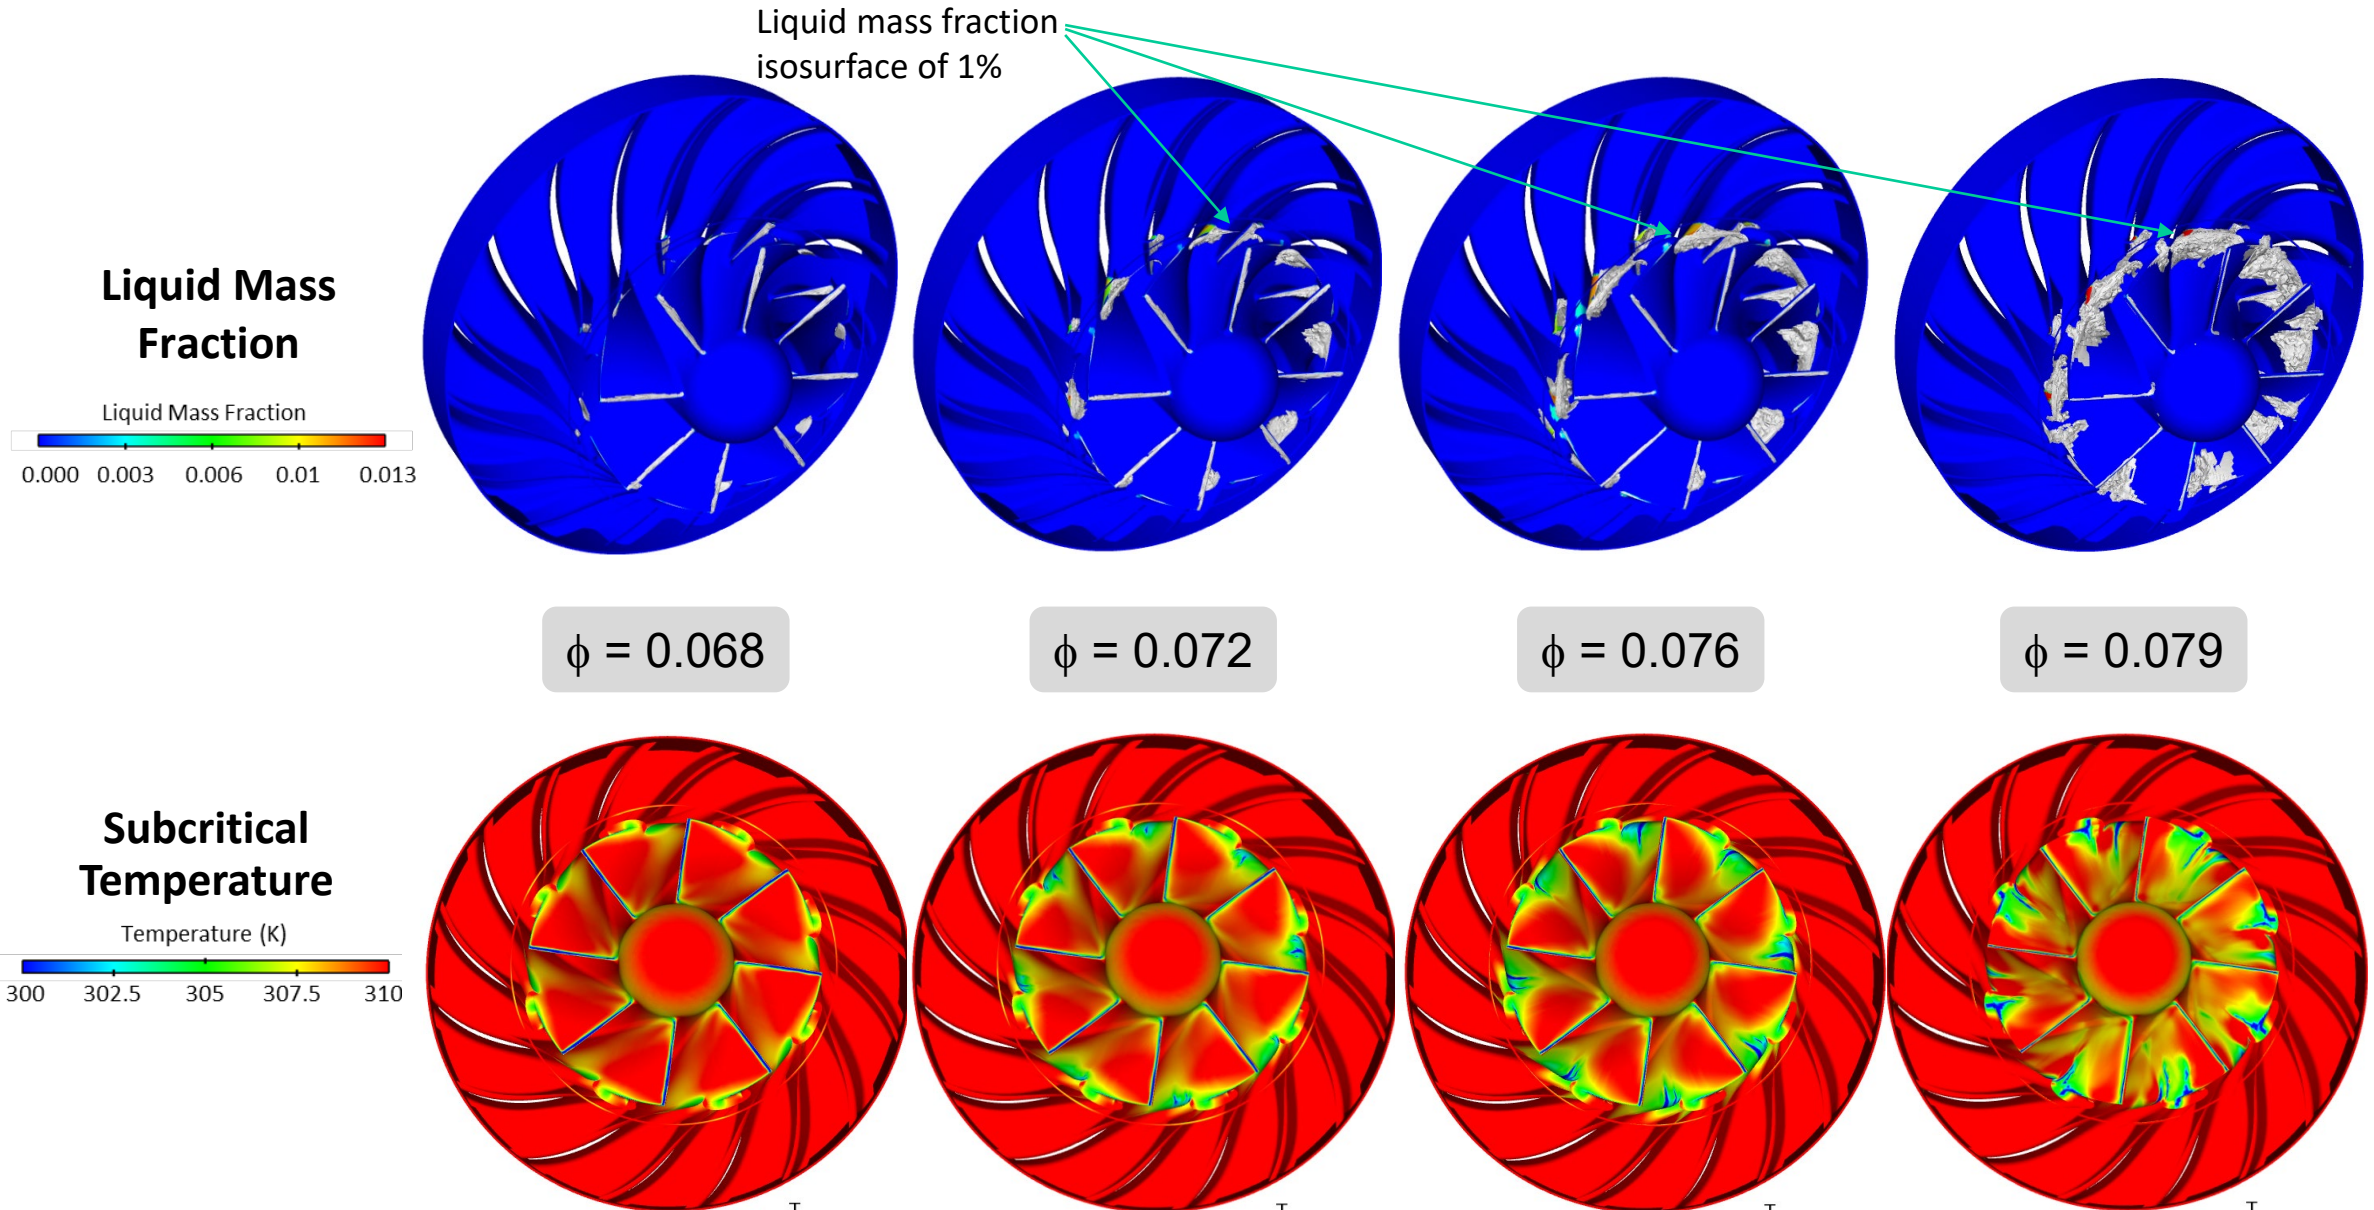 Liquid mass fraction
isosurface of 1%
Liquid Mass
Fraction
Liquid Mass Fraction
0.000 0.003 0.006 0.01 0.013
ϕ = 0.068
ϕ = 0.072
ϕ = 0.076
ϕ = 0.079
Subcritical
Temperature
Temperature (K)
300 302.5 305 307.5 310
T T T T